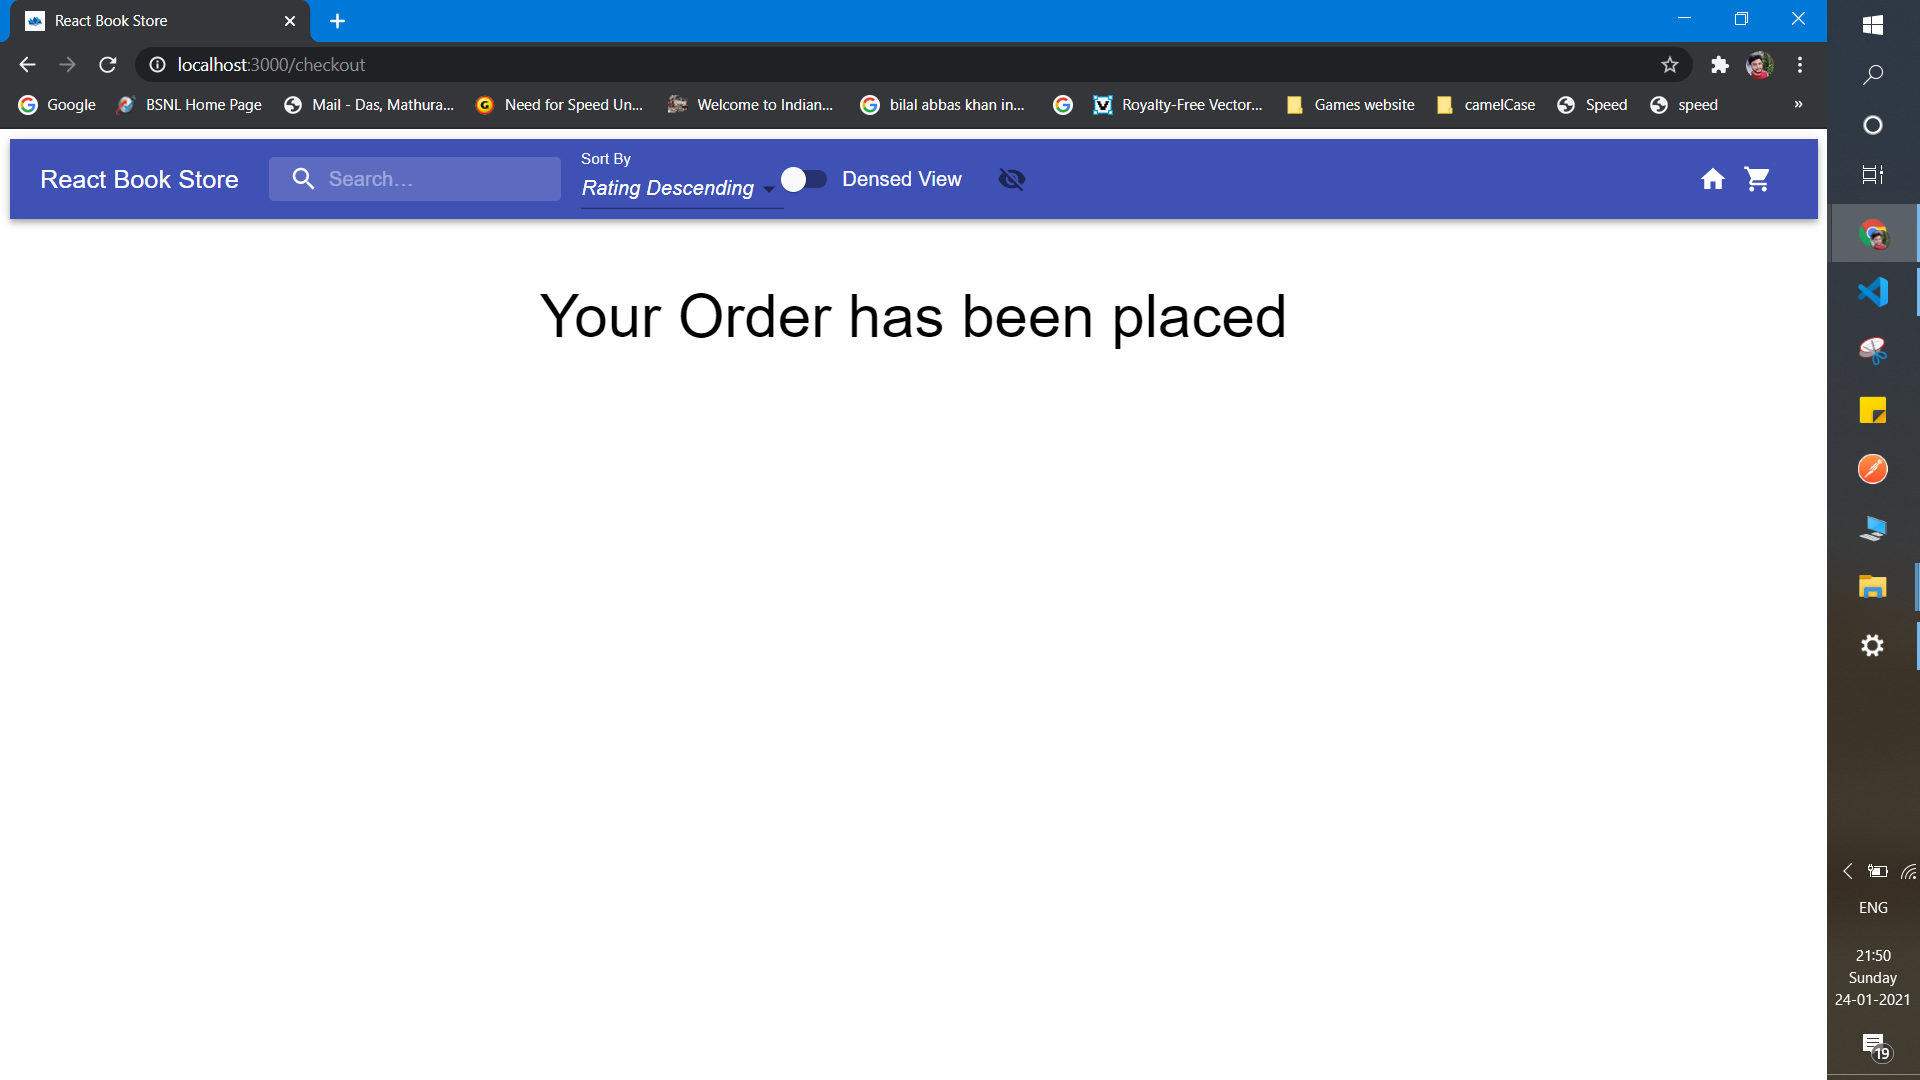 React Book Store
localhost:3000/checkout
Google BSNL Home Page Mail - Das, Mathura... Need for Speed Un... Welcome to Indian... bilal abbas khan in... Royalty-Free Vector... Games website camelCase Speed speed »
React Book Store
Search...
Sort By
Rating Descending
Densed View
Your Order has been placed
ENG
21:50
Sunday
24-01-2021
19